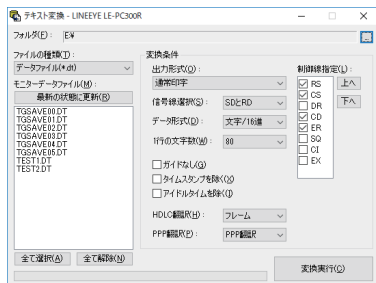 テキスト変換 - LINEEYE LE-PC300R
フォルダ(F): E:¥
...
ファイルの種類(T):
データファイル(*.dt)
モニターデータファイル(M):
最新の状態に更新(R)
TGSAVE00.DT
TGSAVE01.DT
TGSAVE02.DT
TGSAVE03.DT
TGSAVE04.DT
TGSAVE05.DT
TEST1.DT
TEST2.DT
全て選択(A) 全て解除(N)
変換条件
出力形式(O):
通常印字
信号線選択(S): SDとRD
データ形式(D): 文字/16進
1行の文字数(W): 80
ガイドなし(G)
タイムスタンプを除く(X)
アイドルタイムを除く(I)
HDLC翻訳(H): フレーム
PPP翻訳(P): PPP翻訳
制御線指定(L):
RS
CS
DR
CD
ER
SQ
CI
EX
上へ
下へ
変換実行(C)